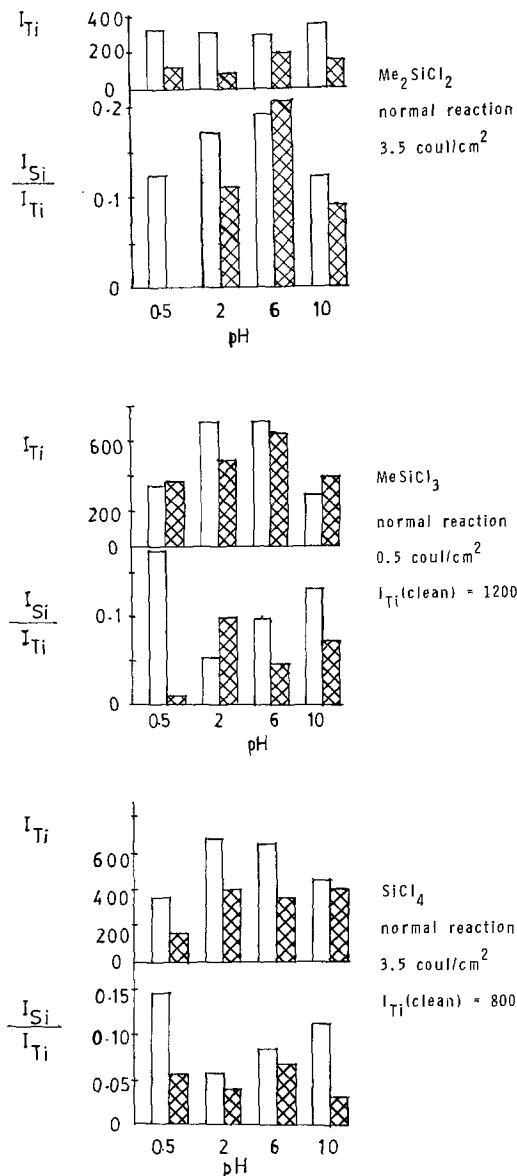 I_Ti
400
200
0
Me₂SiCl₂
normal reaction
3.5 coul/cm²
I_Si
I_Ti
0·2
0·1
0
0·5 2 6 10
pH
I_Ti
600
200
0
MeSiCl₃
normal reaction
0.5 coul/cm²
I_Ti(clean) = 1200
I_Si
I_Ti
0·1
0
0·5 2 6 10
pH
I_Ti
600
400
200
0
SiCl₄
normal reaction
3.5 coul/cm²
I_Ti(clean) = 800
I_Si
I_Ti
0·15
0·10
0·05
0
0·5 2 6 10
pH